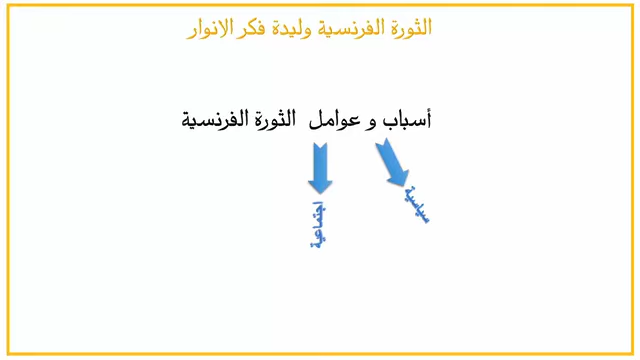 الثورة الفرنسية وليدة فكر الانوار
أسباب و عوامل الثورة الفرنسية
سياسية
اجتماعية